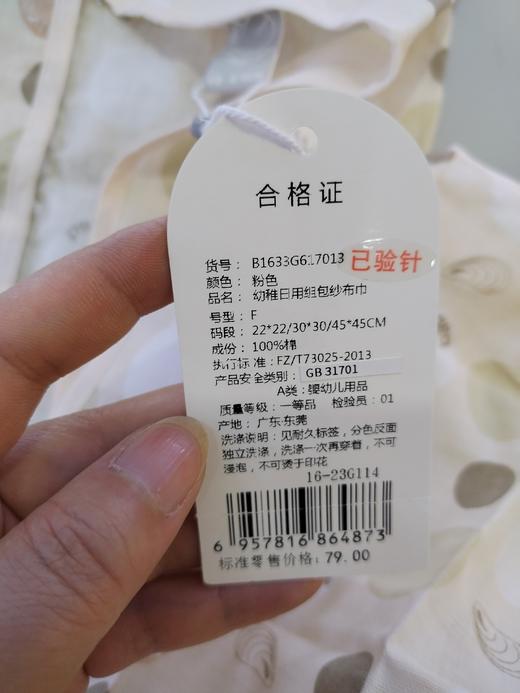 合格证
货号： B1633G617013
已验针
颜色： 粉色
品名： 幼稚日用组包纱布巾
号型： F
码段： 22*22/30*30/45*45CM
成份： 100%棉
执行标准：FZ/T73025-2013
产品安全类别： GB 31701
A类：婴幼儿用品
质量等级：一等品 检验员：01
产地： 广东·东莞
洗涤说明：见耐久标签，分色反面
独立洗涤，洗涤一次再穿着，不可
浸泡，不可烫于印花
16-23G114
6 957816 864873
标准零售价格：79.00